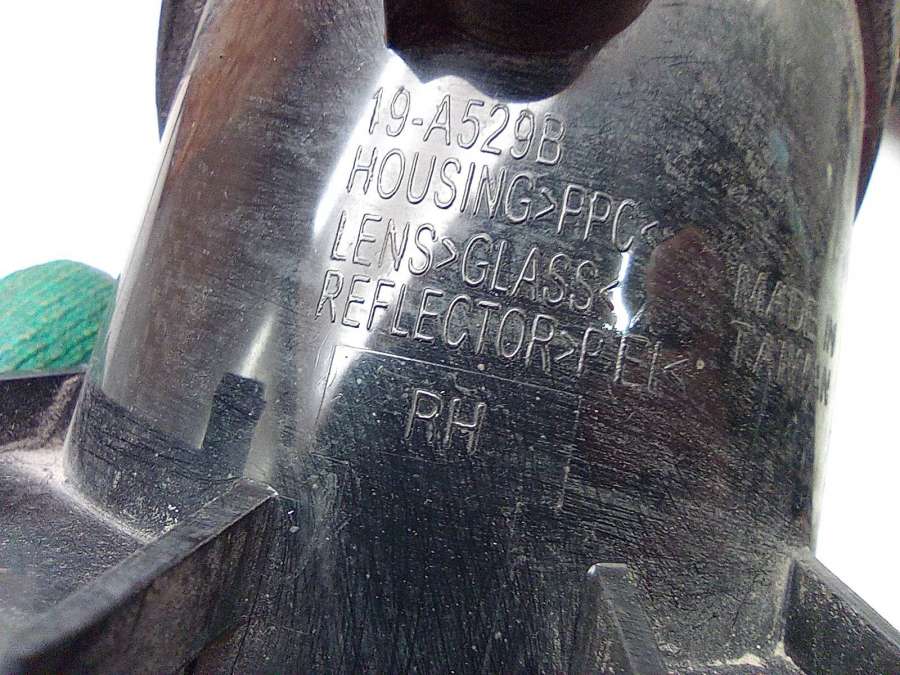 19-A529B
HOUSING>PPC<
LENS>GLASS<
REFLECTOR>PEI<
RH
MADE IN
TAIWAN